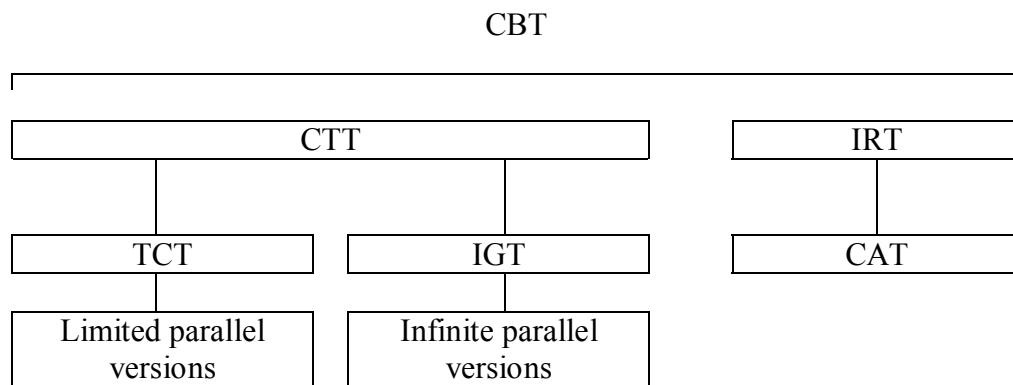 CBT
CTT
IRT
TCT
IGT
CAT
Limited parallel
versions
Infinite parallel
versions